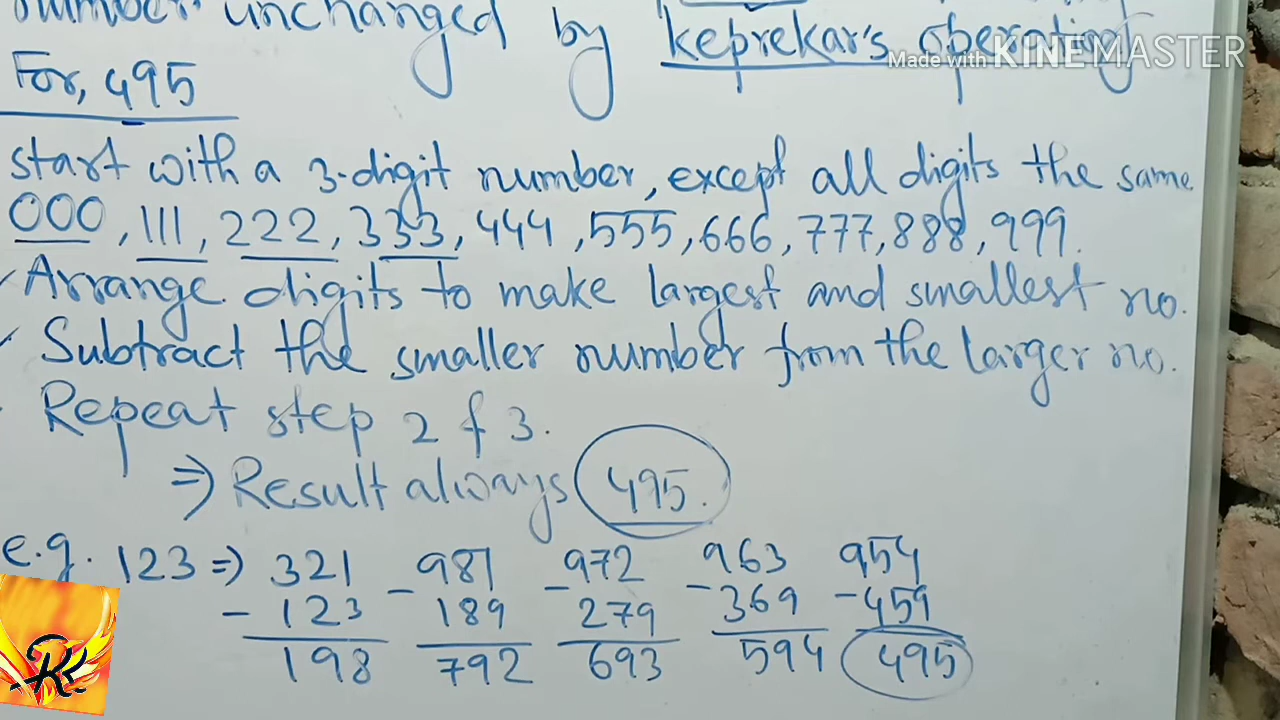 number unchanged by keprekar's operating
Made with KINEMASTER
For, 495
start with a 3-digit number, except all digits the same
000, 111, 222, 333, 444, 555, 666, 777, 888, 999.
✓ Arrange digits to make largest and smallest no.
✓ Subtract the smaller number from the larger no.
Repeat step 2 & 3.
⇒ Result always 495.
e.g. 123 ⇒ 321 981 972 963 954
- 123 - 189 - 279 - 369 - 459
198 792 693 594 495
RK